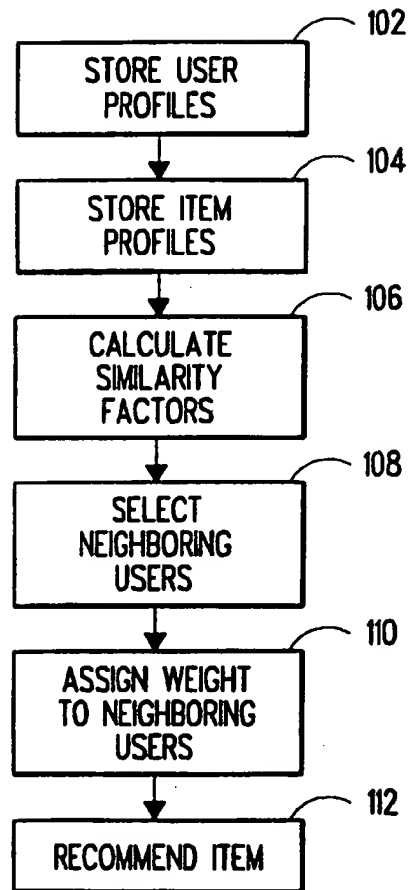 102
STORE USER
PROFILES
104
STORE ITEM
PROFILES
106
CALCULATE
SIMILARITY
FACTORS
108
SELECT
NEIGHBORING
USERS
110
ASSIGN WEIGHT
TO NEIGHBORING
USERS
112
RECOMMEND ITEM